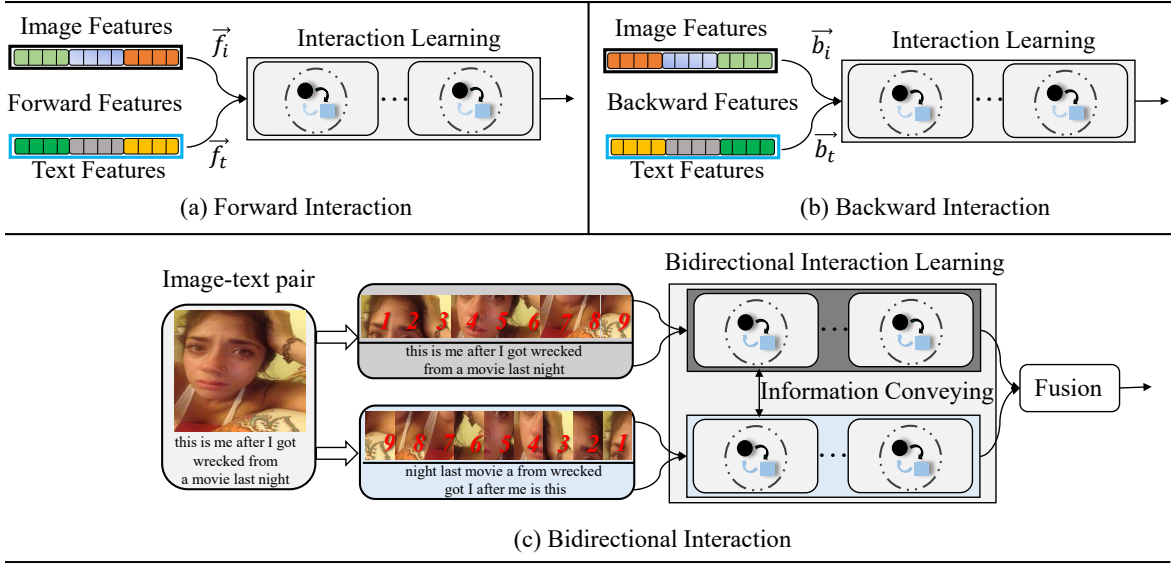 Image Features
$\overrightarrow{f_i}$
Interaction Learning
Forward Features
$\overrightarrow{f_t}$
Text Features
(a) Forward Interaction
Image Features
$\overrightarrow{b_i}$
Interaction Learning
Backward Features
$\overrightarrow{b_t}$
Text Features
(b) Backward Interaction
Image-text pair
this is me after I got
wrecked from
a movie last night
1 2 3 4 5 6 7 8 9
this is me after I got wrecked
from a movie last night
9 8 7 6 5 4 3 2 1
night last movie a from wrecked
got I after me is this
Bidirectional Interaction Learning
Information Conveying
Fusion
(c) Bidirectional Interaction